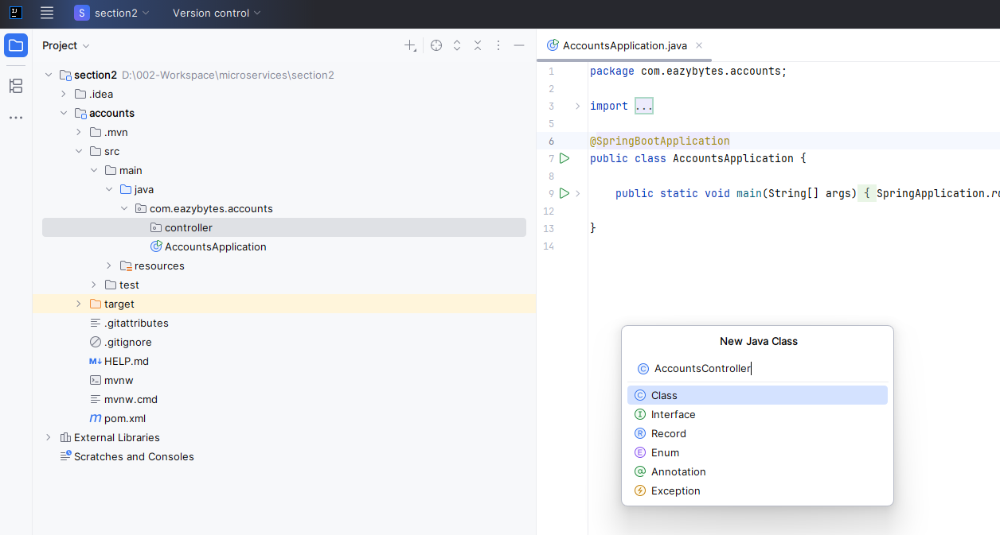 S section2 Version control
Project
AccountsApplication.java
section2 D:\002-Workspace\microservices\section2
.idea
accounts
.mvn
src
main
java
com.eazybytes.accounts
controller
AccountsApplication
resources
test
target
.gitattributes
.gitignore
M↓ HELP.md
mvnw
mvnw.cmd
m pom.xml
External Libraries
Scratches and Consoles
1 package com.eazybytes.accounts;
2
3 import ...
5
6 @SpringBootApplication
7 public class AccountsApplication {
8
9 public static void main(String[] args) { SpringApplication.
12
13 }
14
New Java Class
C AccountsController
C Class
I Interface
R Record
E Enum
@ Annotation
Exception